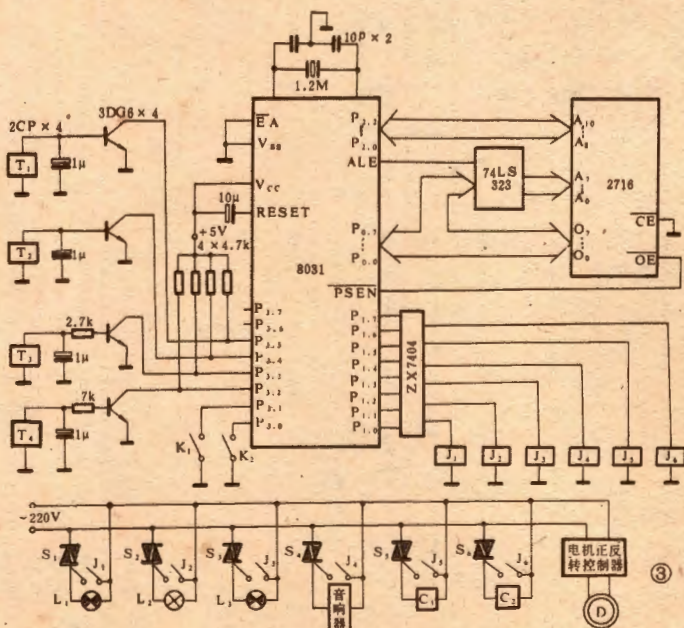 10P × 2
1.2M
3DG6 × 4
2CP × 4
T₁
1μ
T₂
1μ
2.7k
T₃
1μ
7k
T₄
1μ
EA
Vss
Vcc
10μ
RESET
+5V
4 × 4.7k
8031
P₃.₇
P₃.₆
P₃.₅
P₃.₄
P₃.₃
P₃.₂
P₃.₁
P₃.₀
K₁
K₂
P₂.₂
P₂.₀
ALE
P₀.₇
P₀.₀
PSEN
P₁.₇
P₁.₆
P₁.₅
P₁.₄
P₁.₃
P₁.₂
P₁.₁
P₁.₀
ZX7404
74LS
323
A₁₀
A₈
A₇
A₀
O₇
O₀
2716
CE
OE
J₁
J₂
J₃
J₄
J₅
J₆
~220V
S₁
J₁
L₁
S₂
J₂
L₂
S₃
J₃
L₃
S₄
J₄
音响器
S₅
J₅
C₁
S₆
J₆
C₂
电机正反
转控制器
D
③